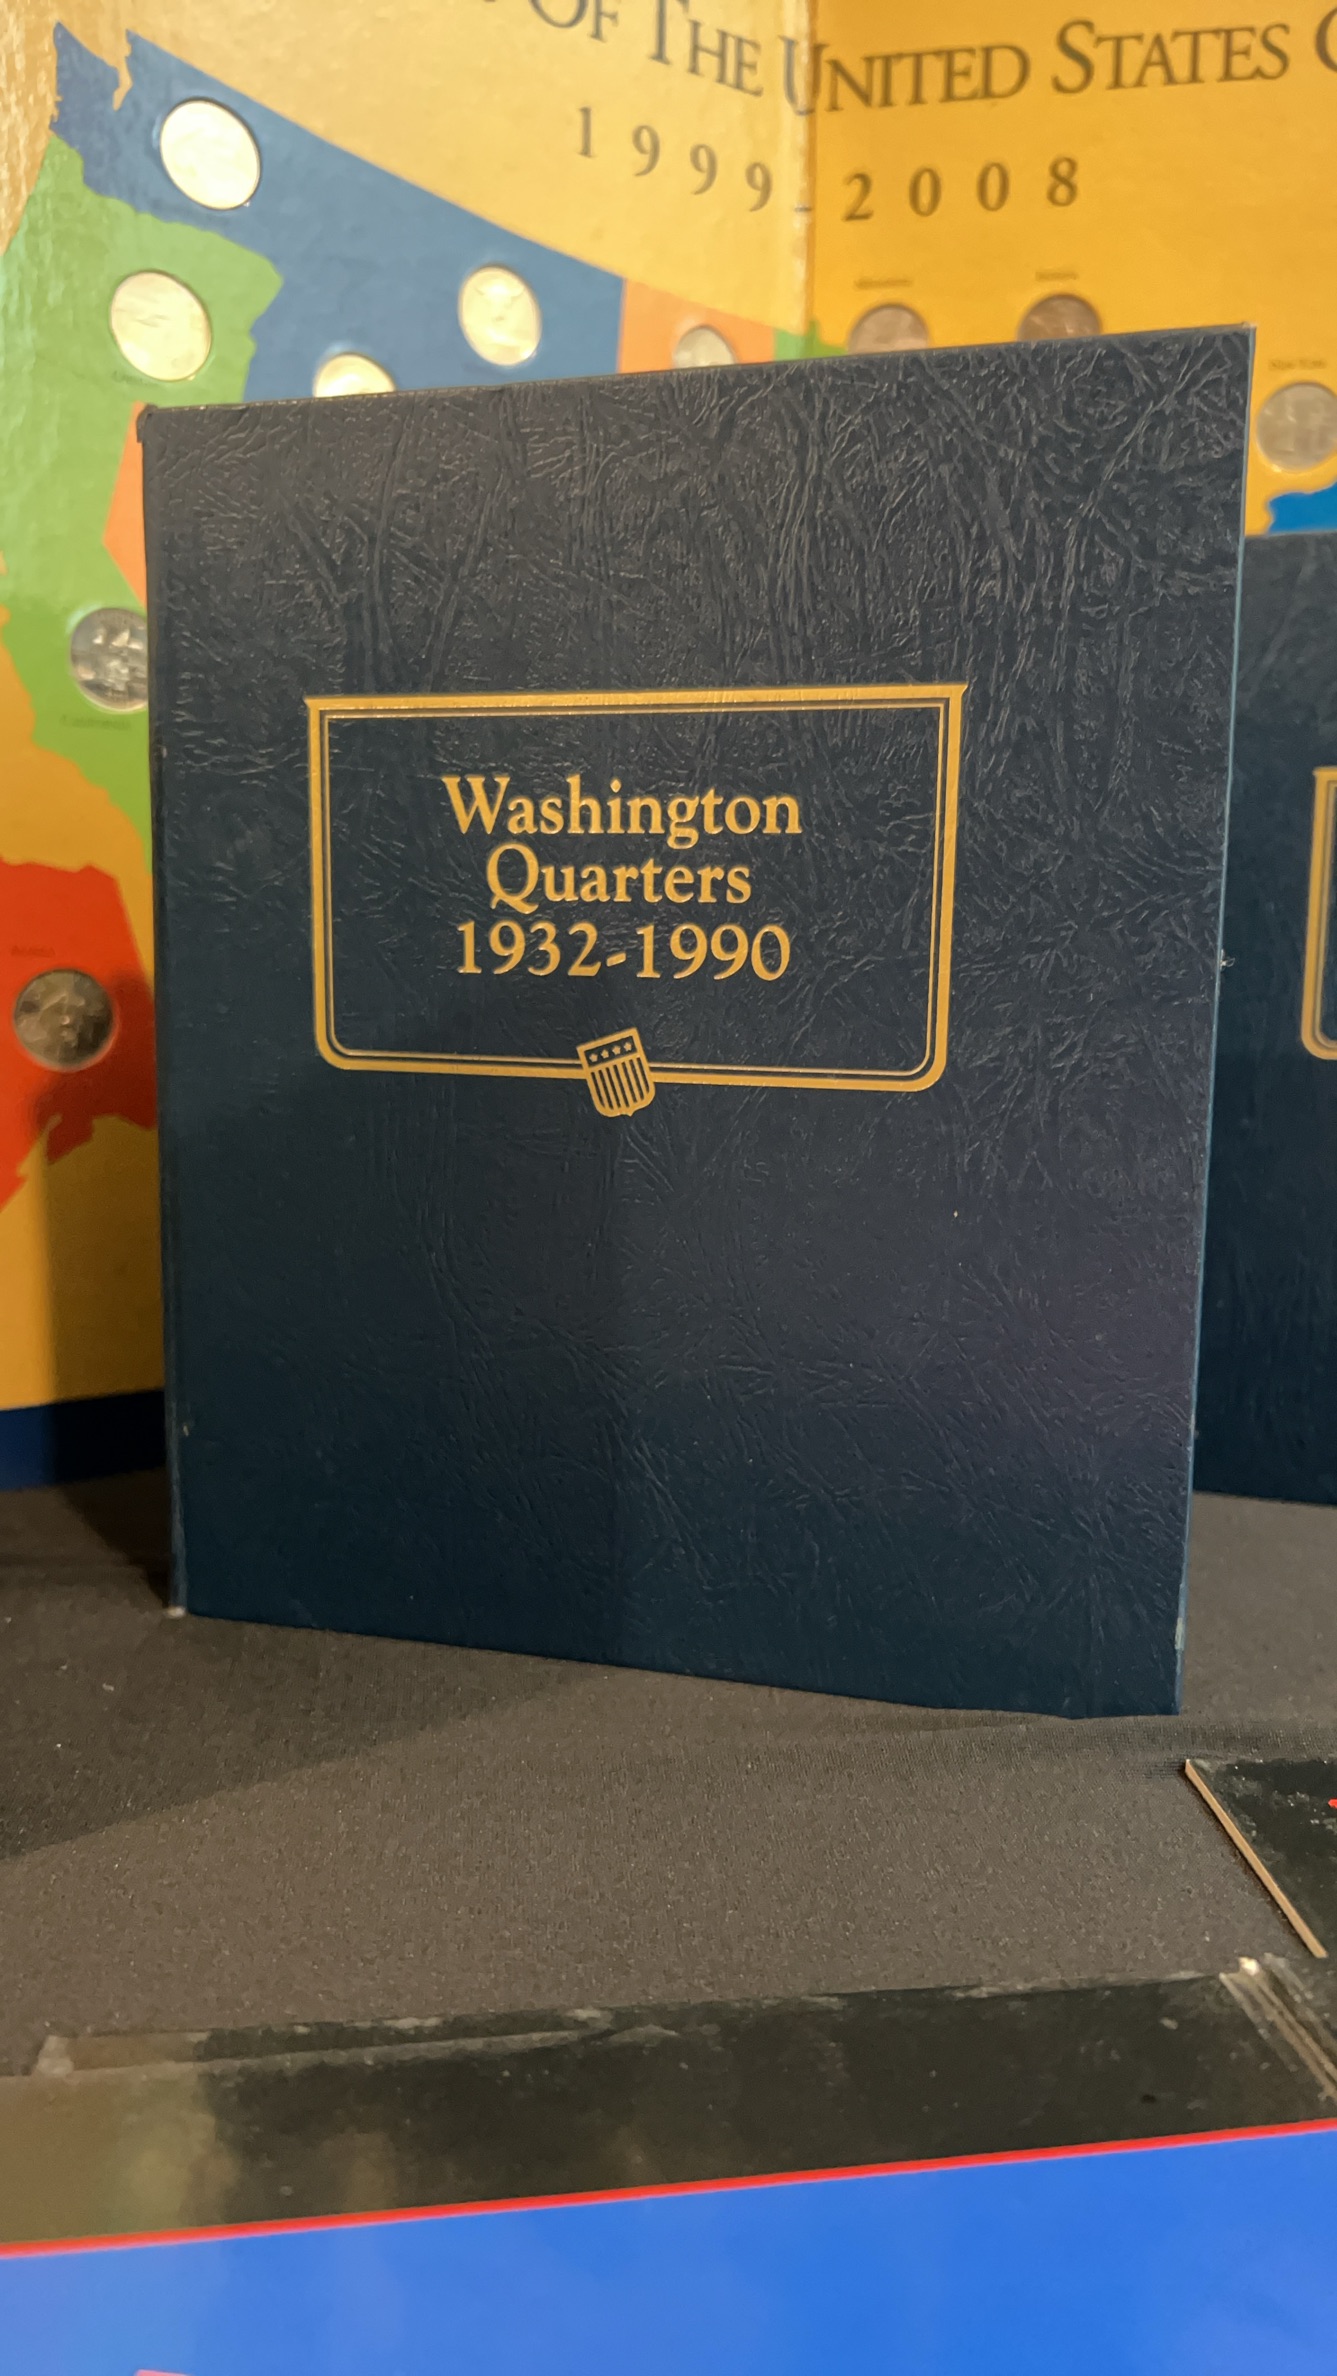 OF THE UNITED STATES
1999-2008
Washington
Quarters
1932-1990